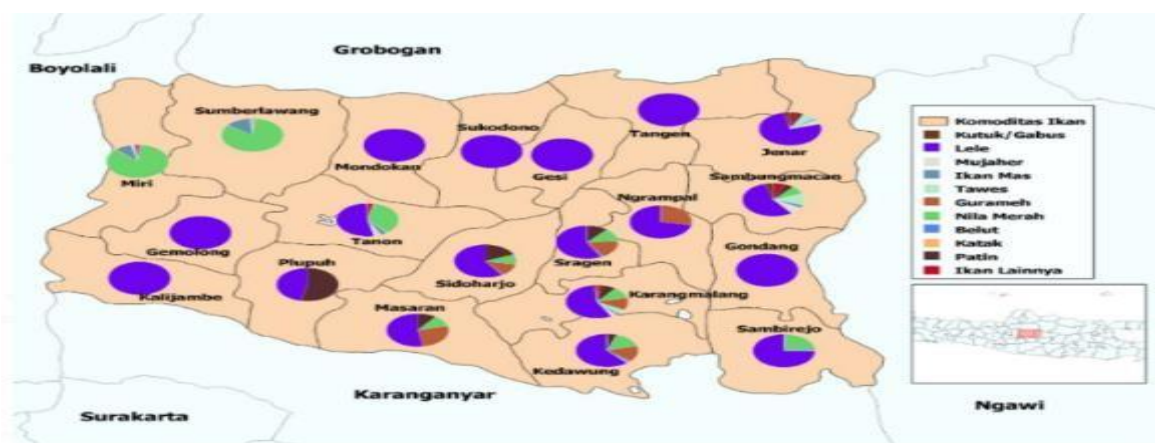 Grobogan
Boyolali
Sumberlawang
Tangen
Sukodono
Jenar
Mondokan
Gesi
Miri
Sambungmacan
Ngrampal
Tanon
Gemolong
Gondang
Plupuh
Sragen
Sidoharjo
Kalijambe
Karangmalang
Masaran
Sambirejo
Kedawung
Karanganyar
Surakarta
Ngawi
Komoditas Ikan
Kutuk/Gabus
Lele
Mujaher
Ikan Mas
Tawes
Gurameh
Nila Merah
Belut
Katak
Patin
Ikan Lainnya